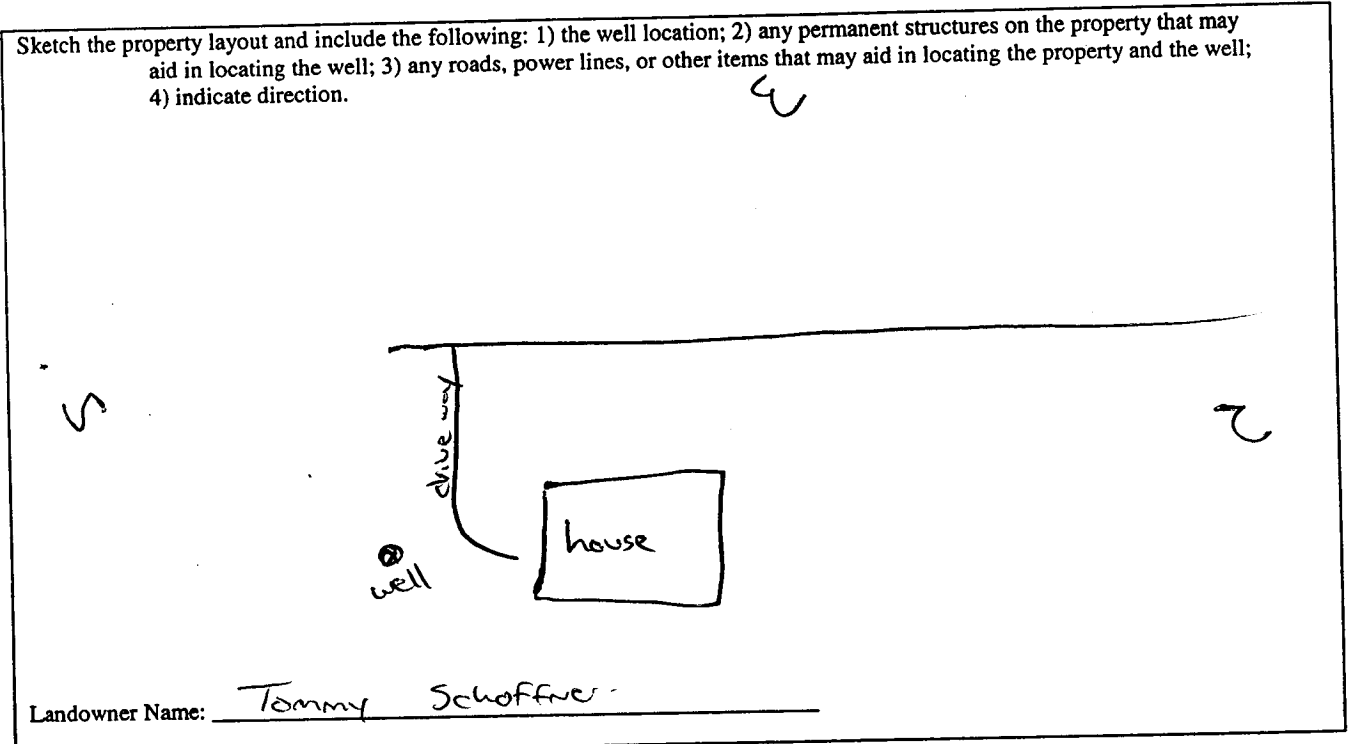 Sketch the property layout and include the following: 1) the well location; 2) any permanent structures on the property that may
aid in locating the well; 3) any roads, power lines, or other items that may aid in locating the property and the well;
4) indicate direction.
W
S
N
drive way
house
well
Landowner Name: Tommy Schoffner